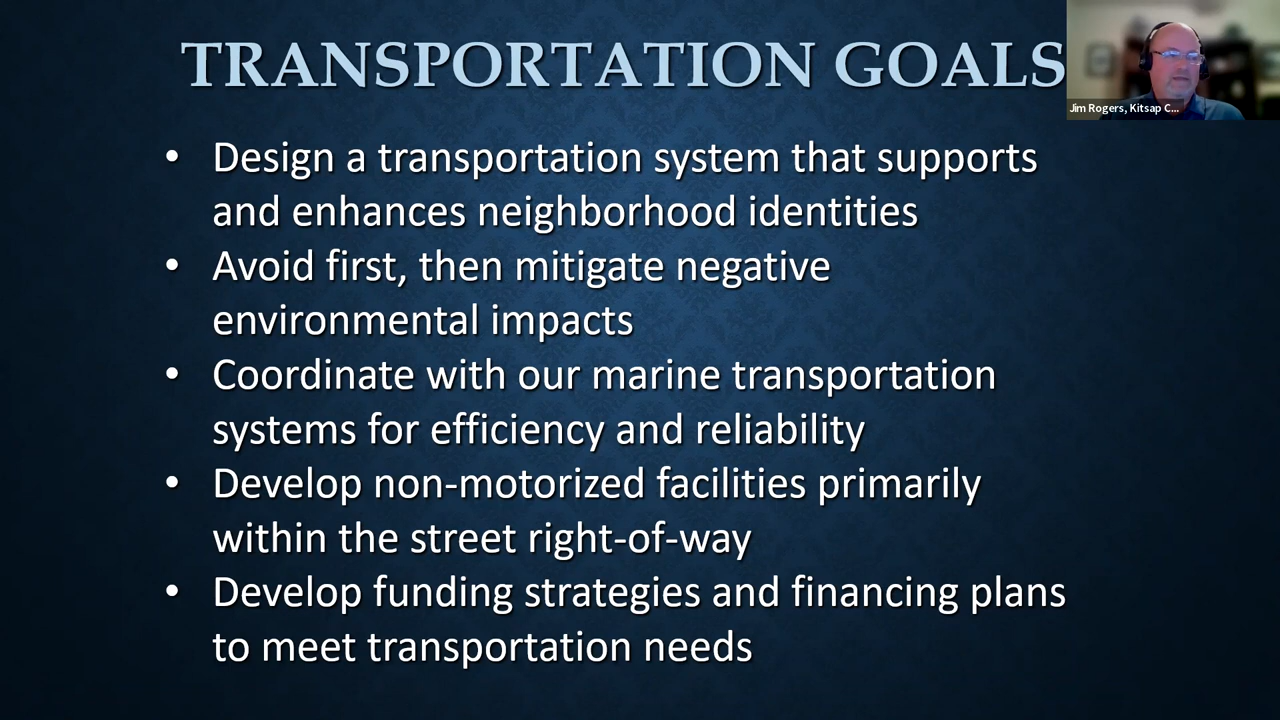 TRANSPORTATION GOALS
Jim Rogers, Kitsap C...
• Design a transportation system that supports
and enhances neighborhood identities
• Avoid first, then mitigate negative
environmental impacts
• Coordinate with our marine transportation
systems for efficiency and reliability
• Develop non-motorized facilities primarily
within the street right-of-way
• Develop funding strategies and financing plans
to meet transportation needs